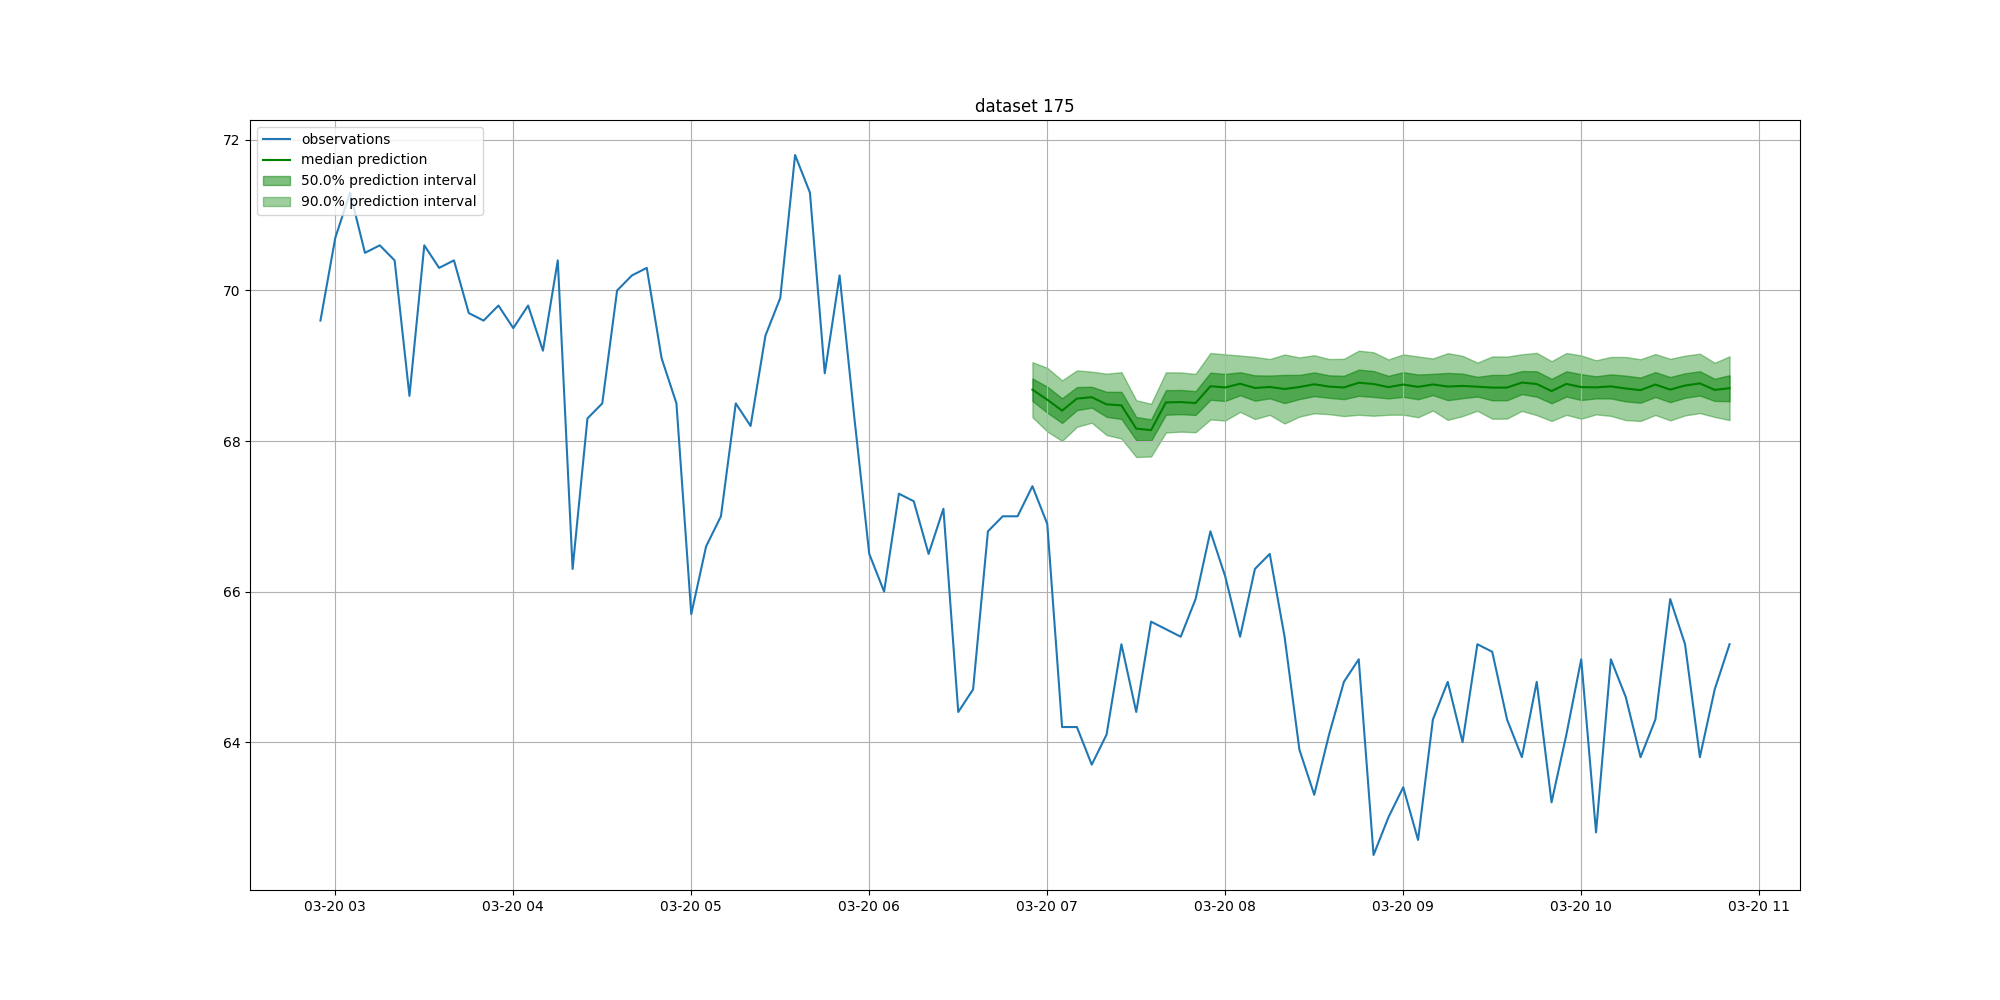 dataset 175
observations
median prediction
50.0% prediction interval
90.0% prediction interval
72
70
68
66
64
03-20 03
03-20 04
03-20 05
03-20 06
03-20 07
03-20 08
03-20 09
03-20 10
03-20 11